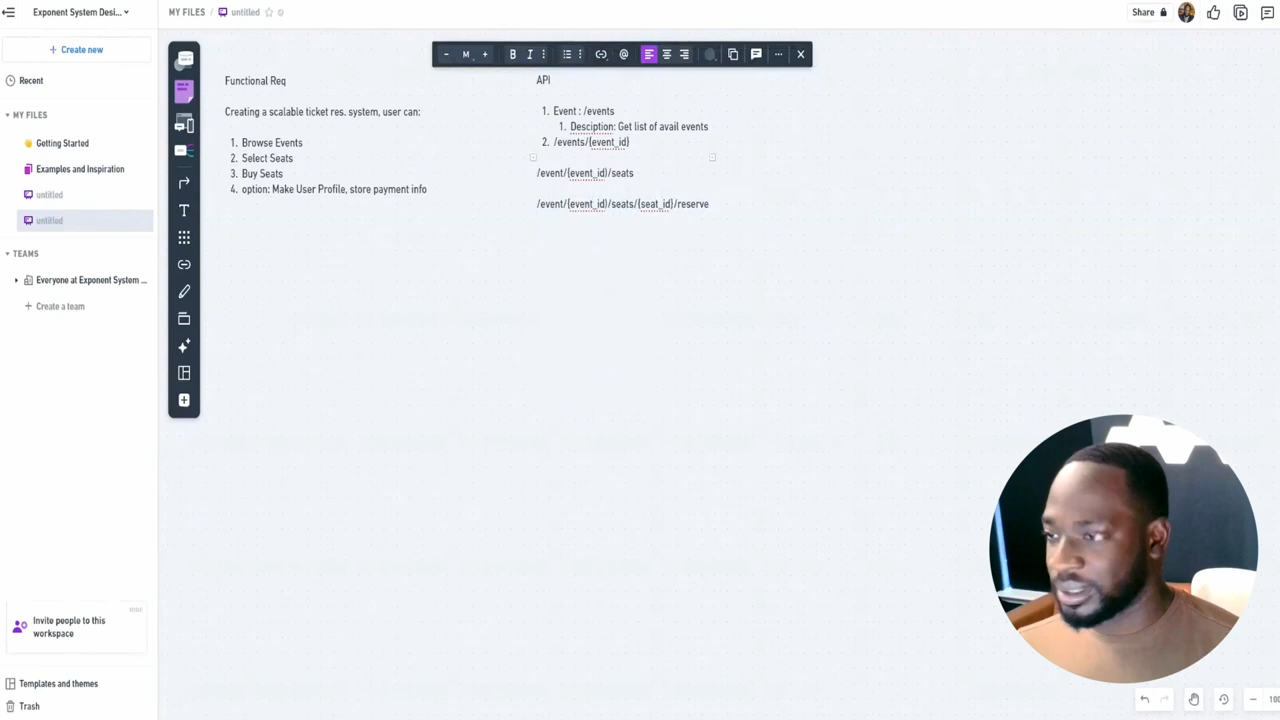 Exponent System Desi...
MY FILES / untitled
Share
+ Create new
Recent
MY FILES
Getting Started
Examples and Inspiration
untitled
untitled
TEAMS
Everyone at Exponent System ...
+ Create a team
Invite people to this
workspace
Templates and themes
Trash
- M + B I @ ...
Functional Req
Creating a scalable ticket res. system, user can:
1. Browse Events
2. Select Seats
3. Buy Seats
4. option: Make User Profile, store payment info
API
1. Event : /events
1. Desciption: Get list of avail events
2. /events/{event_id}
/event/{event_id}/seats
/event/{event_id}/seats/{seat_id}/reserve
100